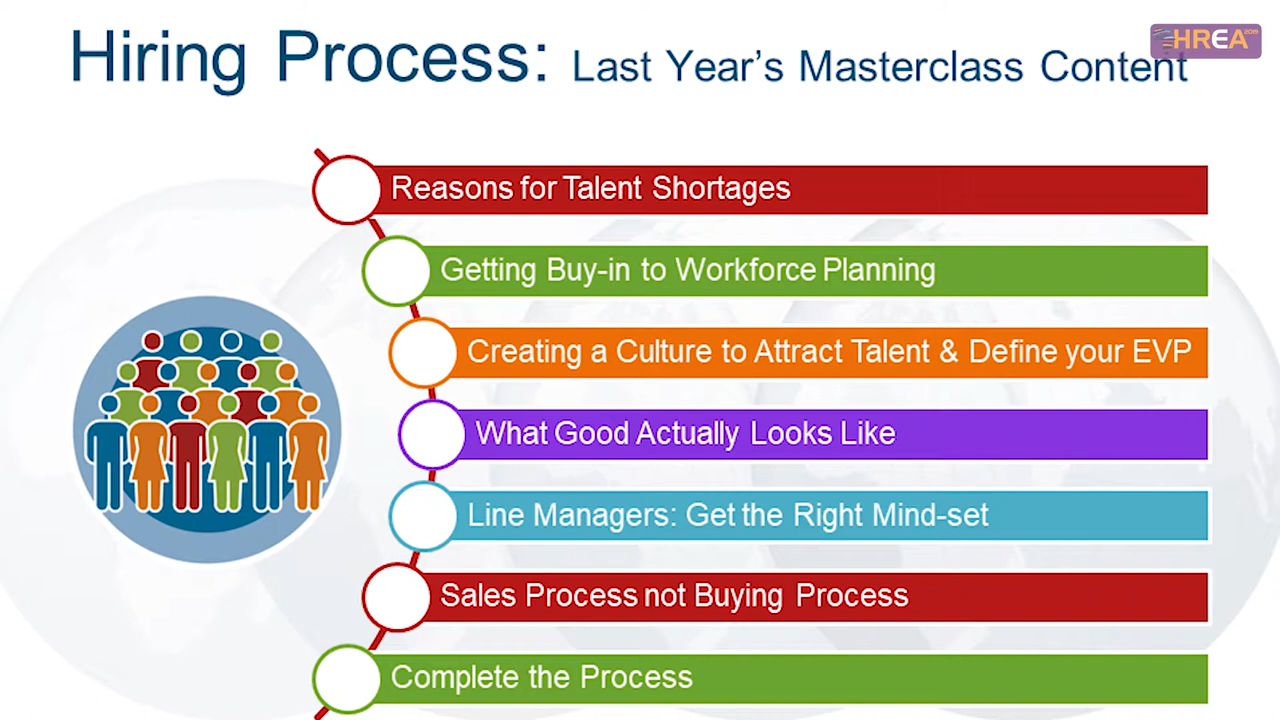 Hiring Process: Last Year's Masterclass Content
HREA 2019
Reasons for Talent Shortages
Getting Buy-in to Workforce Planning
Creating a Culture to Attract Talent & Define your EVP
What Good Actually Looks Like
Line Managers: Get the Right Mind-set
Sales Process not Buying Process
Complete the Process